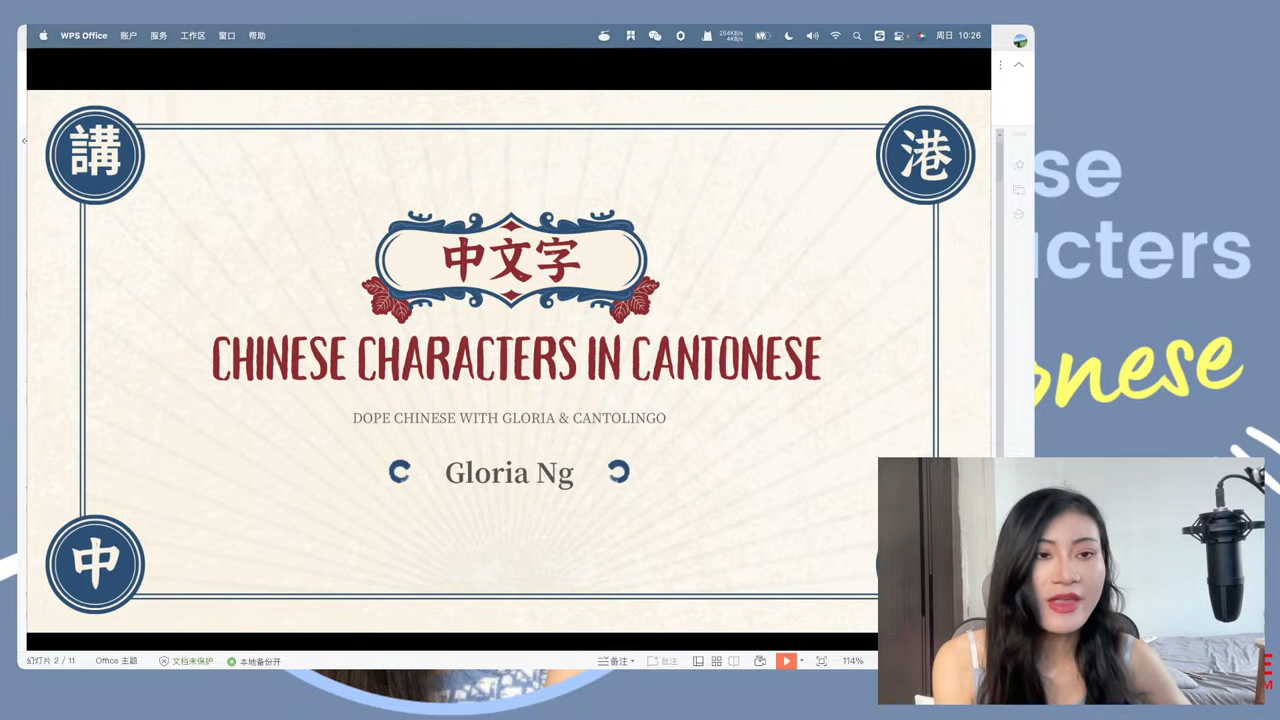 WPS Office 账户 服务 工作区 窗口 帮助
周日 10:26
講
港
中文字
CHINESE CHARACTERS IN CANTONESE
DOPE CHINESE WITH GLORIA & CANTOLINGO
Gloria Ng
中
se
cters
nese
幻灯片 2 / 11 Office 主题 文档未保护 本地备份开
备注 批注 114%
E
M